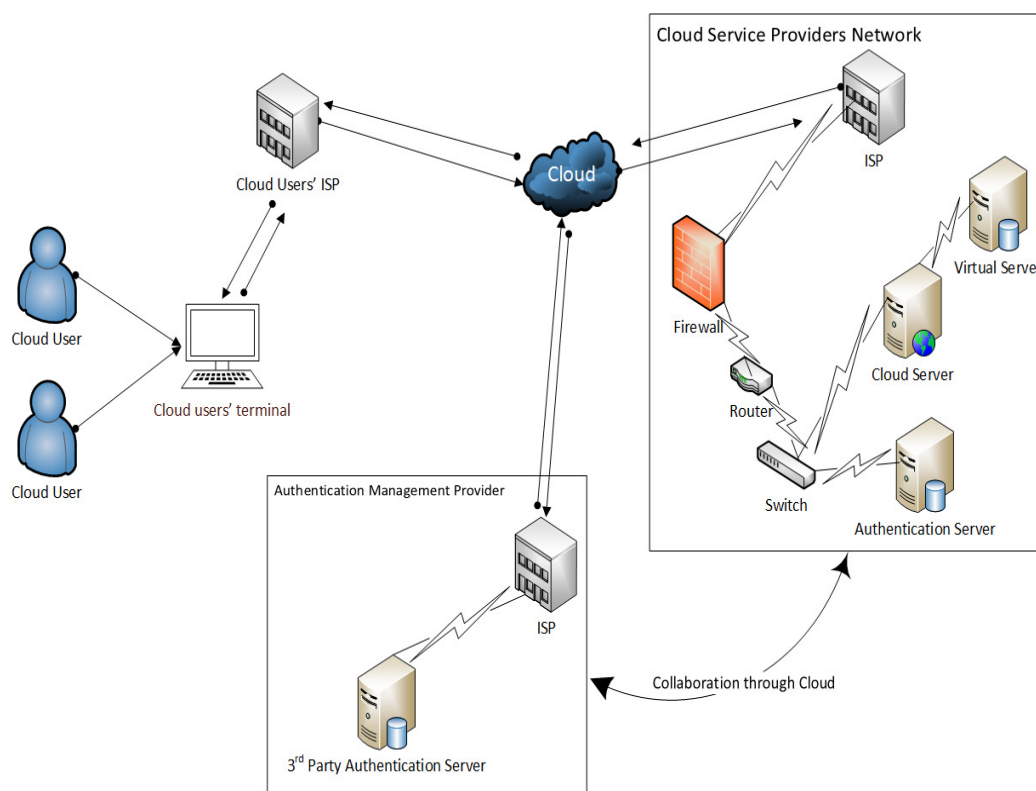 Cloud Service Providers Network
ISP
Cloud Users' ISP
Cloud
Virtual Server
Cloud User
Firewall
Cloud Server
Cloud users' terminal
Router
Cloud User
Authentication Management Provider
Switch
Authentication Server
ISP
Collaboration through Cloud
3rd Party Authentication Server